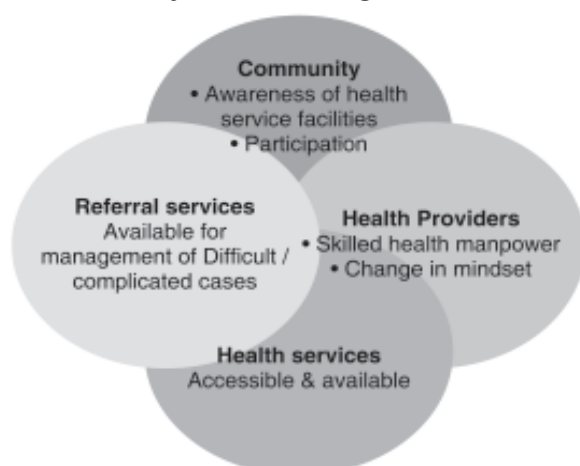 Community
• Awareness of health
service facilities
• Participation
Referral services
Available for
management of Difficult /
complicated cases
Health Providers
• Skilled health manpower
• Change in mindset
Health services
Accessible & available